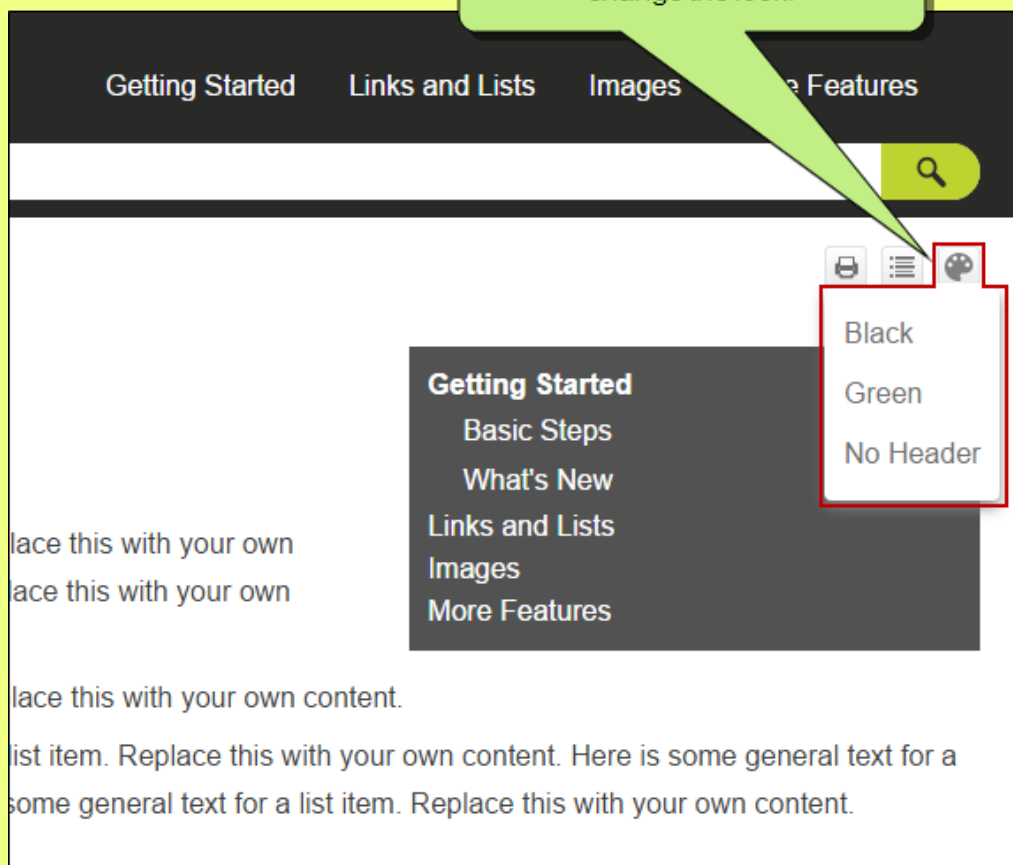 Getting Started Links and Lists Images Features
Black
Green
No Header
Getting Started
Basic Steps
What's New
Links and Lists
Images
More Features
lace this with your own
lace this with your own
lace this with your own content.
list item. Replace this with your own content. Here is some general text for a
some general text for a list item. Replace this with your own content.